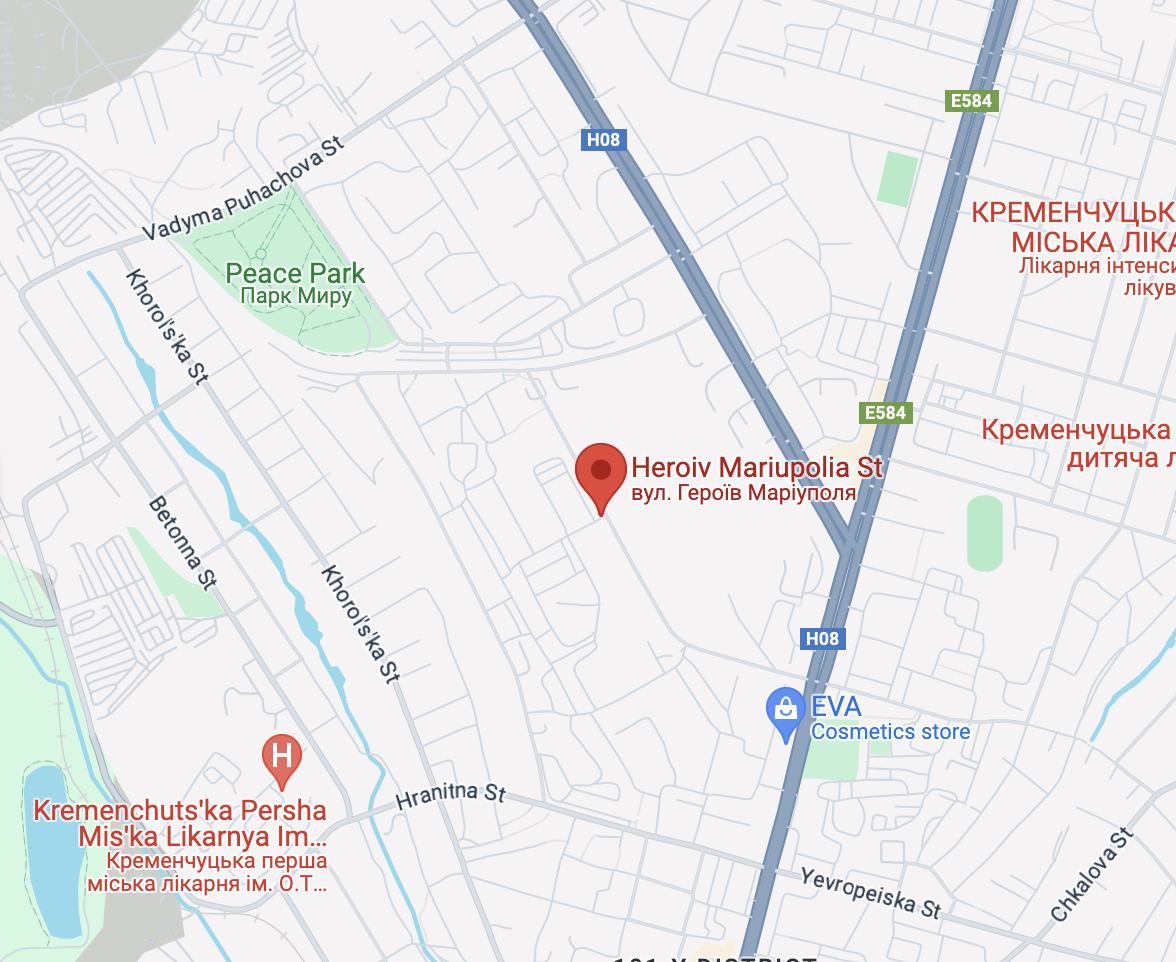 E584
H08
Vadyma Puhachova St
КРЕМЕНЧУЦЬК
МІСЬКА ЛІКА
Лікарня інтенси
лікув
Peace Park
Парк Миру
Khorol's'ka St
E584
Кременчуцька
дитяча л
Heroiv Mariupolia St
вул. Героїв Маріуполя
Betonna St
Khorol's'ka St
H08
EVA
Cosmetics store
H
Kremenchuts'ka Persha
Mis'ka Likarnya Im...
Кременчуцька перша
міська лікарня ім. О.Т...
Hranitna St
Yevropeiska St
Chkalova St